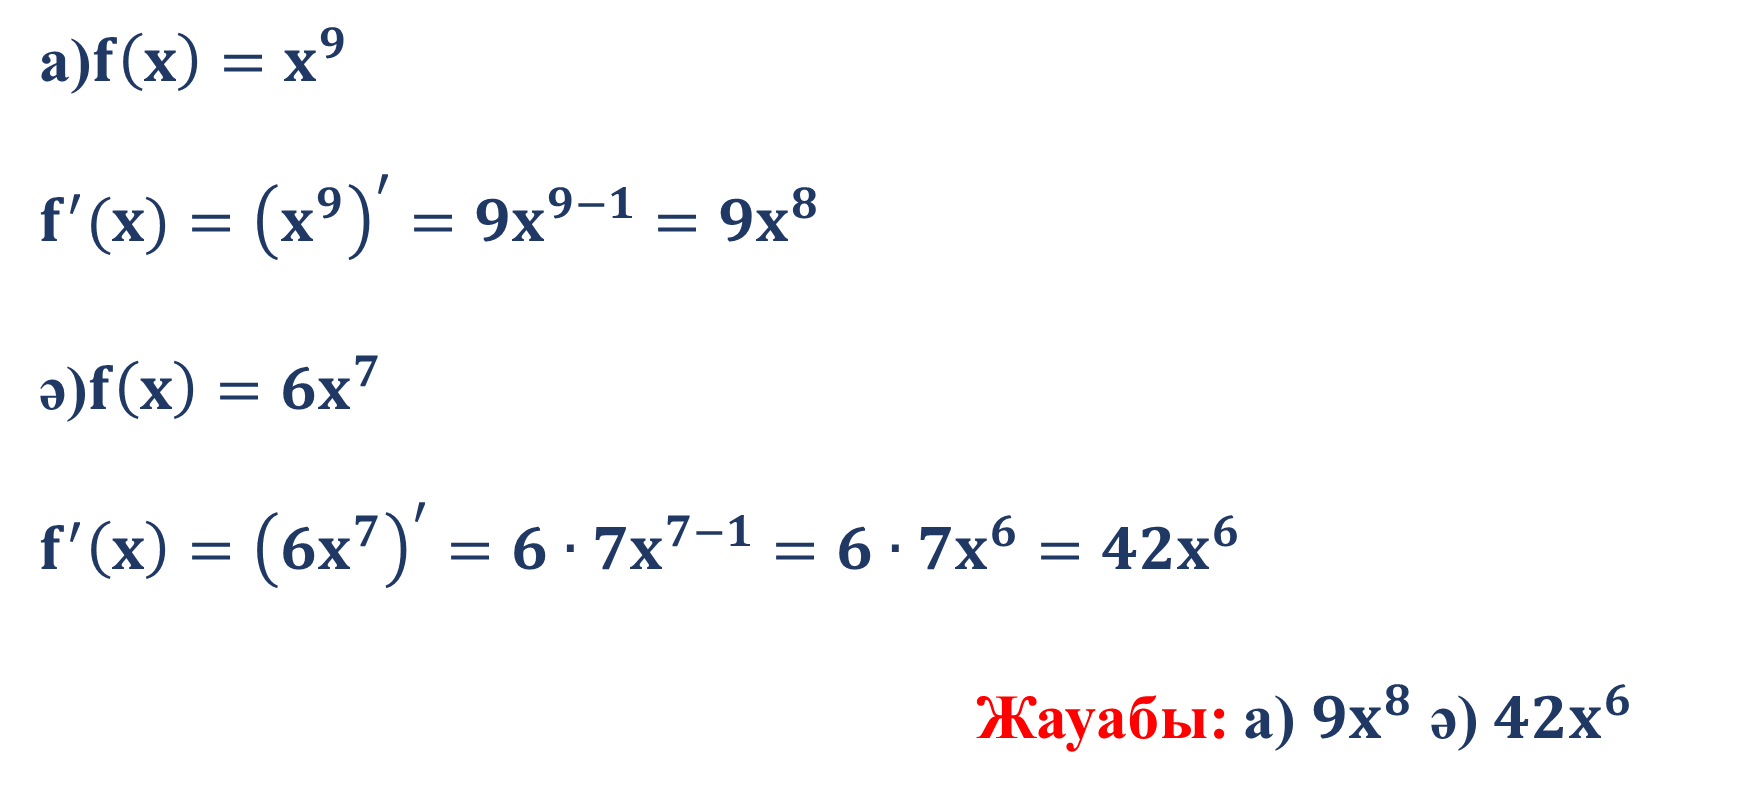 а)f(x) = x⁹
f′(x) = (x⁹)′ = 9x⁹⁻¹ = 9x⁸
ә)f(x) = 6x⁷
f′(x) = (6x⁷)′ = 6 · 7x⁷⁻¹ = 6 · 7x⁶ = 42x⁶
Жауабы: а) 9x⁸ ә) 42x⁶